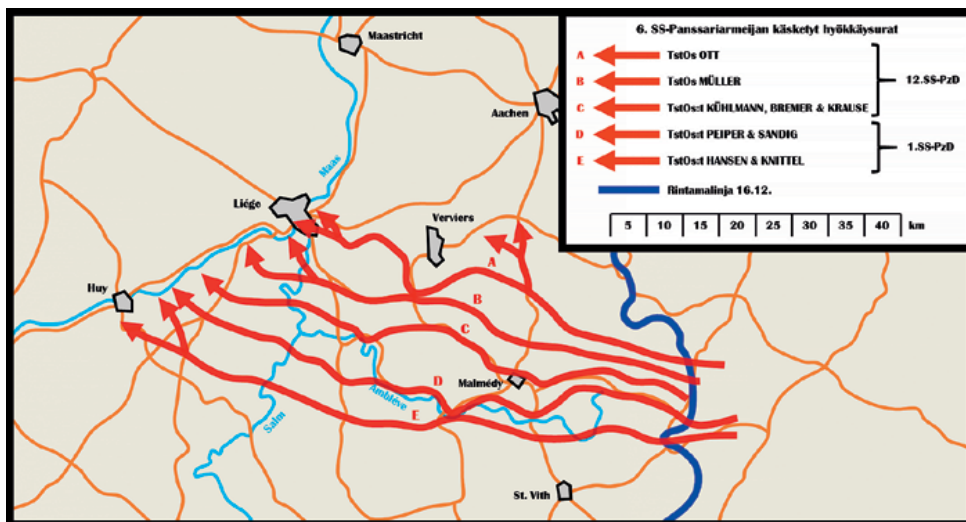 6. SS-Panssariarmeijan käsketyt hyökkäysurat
A TstOs OTT
B TstOs MÜLLER
C TstOs:t KÜHLMANN, BREMER & KRAUSE
12.SS-PzD
D TstOs:t PEIPER & SANDIG
E TstOs:t HANSEN & KNITTEL
1.SS-PzD
Rintamalinja 16.12.
5 10 15 20 25 30 35 40 km
Maastricht
Aachen
Maas
Liége
Verviers
A
Huy
B
C
Malmédy
D
Ambléve
E
Salm
St. Vith